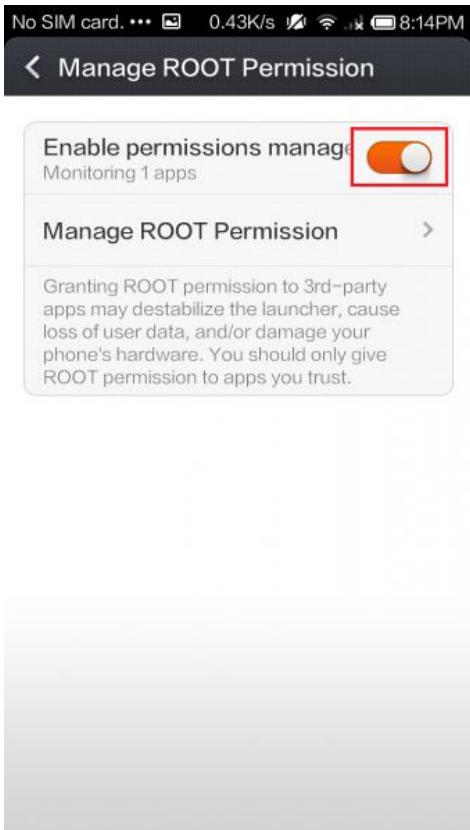 No SIM card. ••• 0.43K/s 8:14PM
Manage ROOT Permission
Enable permissions manage
Monitoring 1 apps
Manage ROOT Permission
Granting ROOT permission to 3rd-party
apps may destabilize the launcher, cause
loss of user data, and/or damage your
phone's hardware. You should only give
ROOT permission to apps you trust.